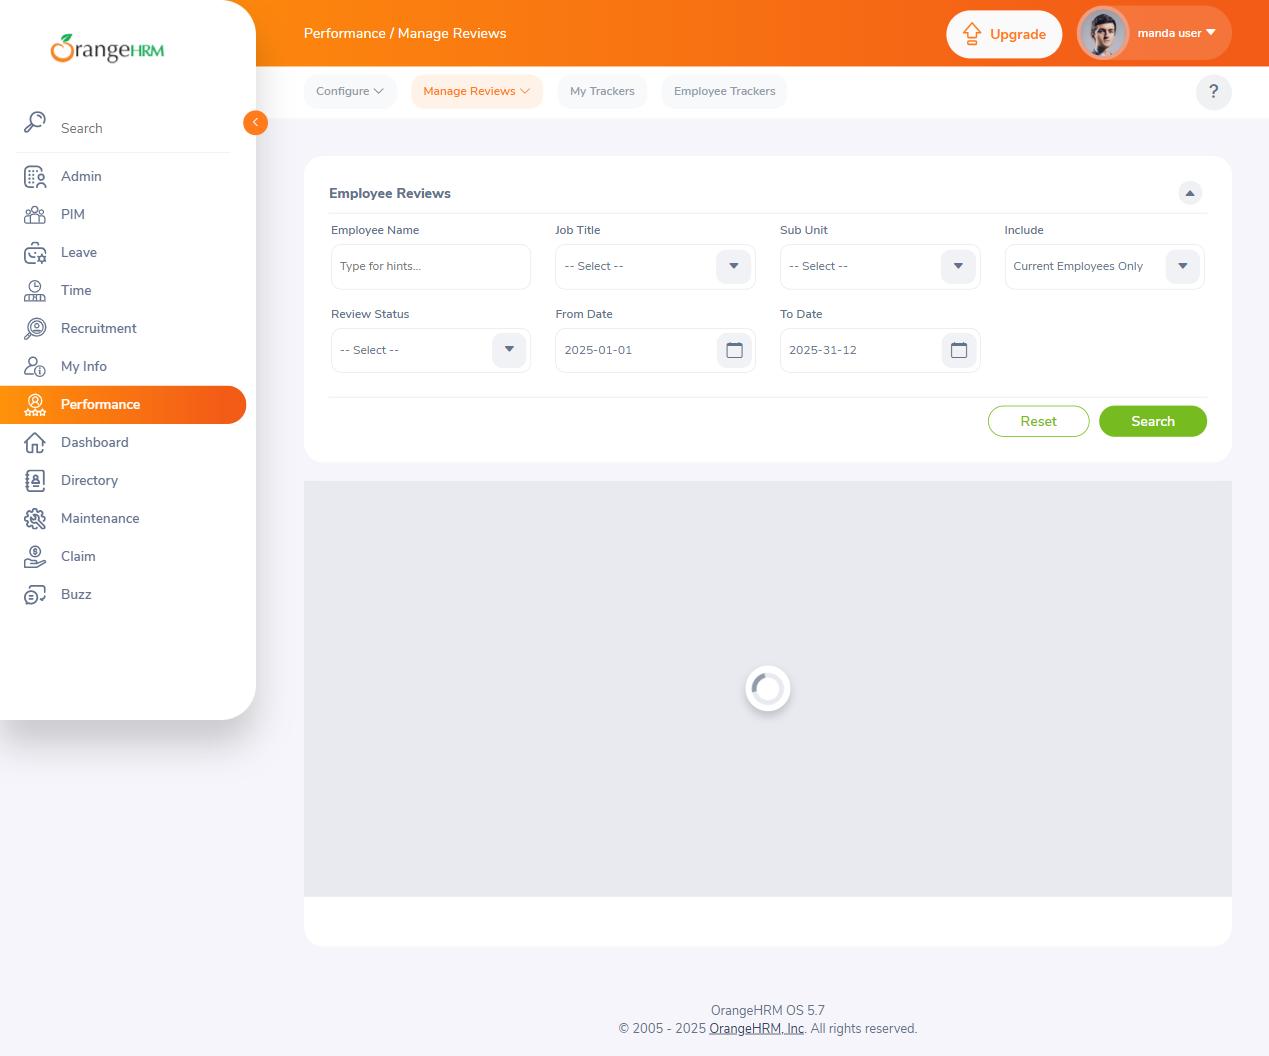 OrangeHRM
Performance / Manage Reviews
Upgrade
manda user
Configure
Manage Reviews
My Trackers
Employee Trackers
?
Search
Admin
PIM
Leave
Time
Recruitment
My Info
Performance
Dashboard
Directory
Maintenance
Claim
Buzz
Employee Reviews
Employee Name
Job Title
Sub Unit
Include
Type for hints...
-- Select --
-- Select --
Current Employees Only
Review Status
From Date
To Date
-- Select --
2025-01-01
2025-31-12
Reset
Search
OrangeHRM OS 5.7
© 2005 - 2025 OrangeHRM, Inc. All rights reserved.